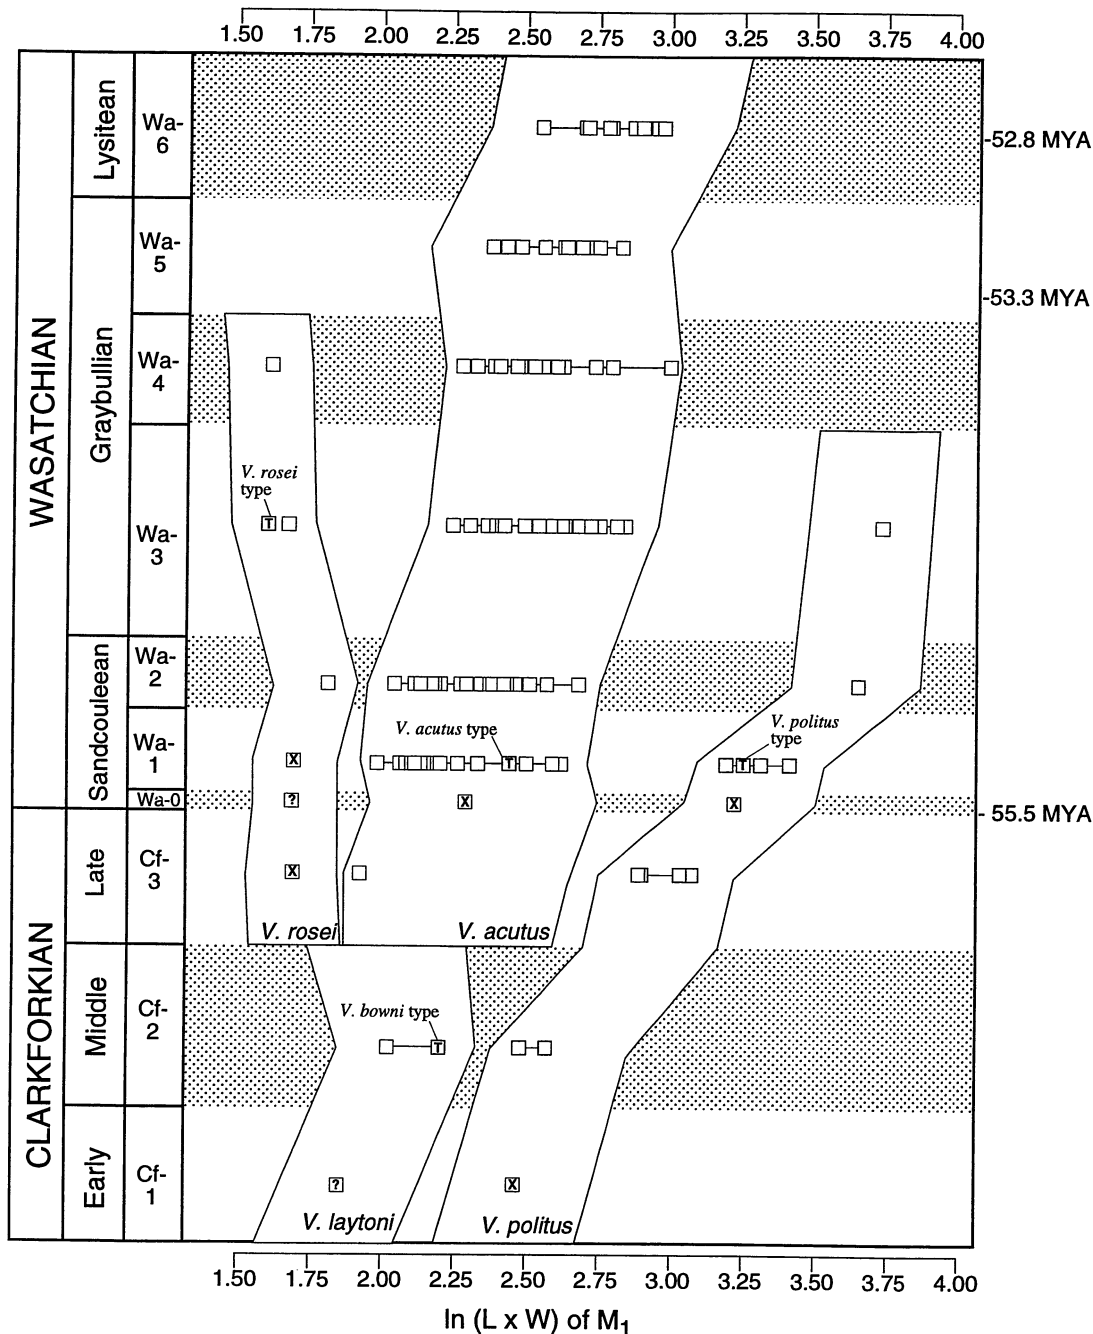 1.50 1.75 2.00 2.25 2.50 2.75 3.00 3.25 3.50 3.75 4.00
WASATCHIAN
CLARKFORKIAN
Lysitean
Graybullian
Sandcouleean
Late
Middle
Early
Wa-
6
Wa-
5
Wa-
4
Wa-
3
Wa-
2
Wa-
1
Wa-0
Cf-
3
Cf-
2
Cf-
1
-52.8 MYA
-53.3 MYA
- 55.5 MYA
V. rosei
type
T
V. acutus type
T
V. politus
type
T
X
?
X
X
X
V. rosei
V. acutus
V. bowni type
T
?
X
V. laytoni
V. politus
1.50 1.75 2.00 2.25 2.50 2.75 3.00 3.25 3.50 3.75 4.00
ln (L x W) of M1